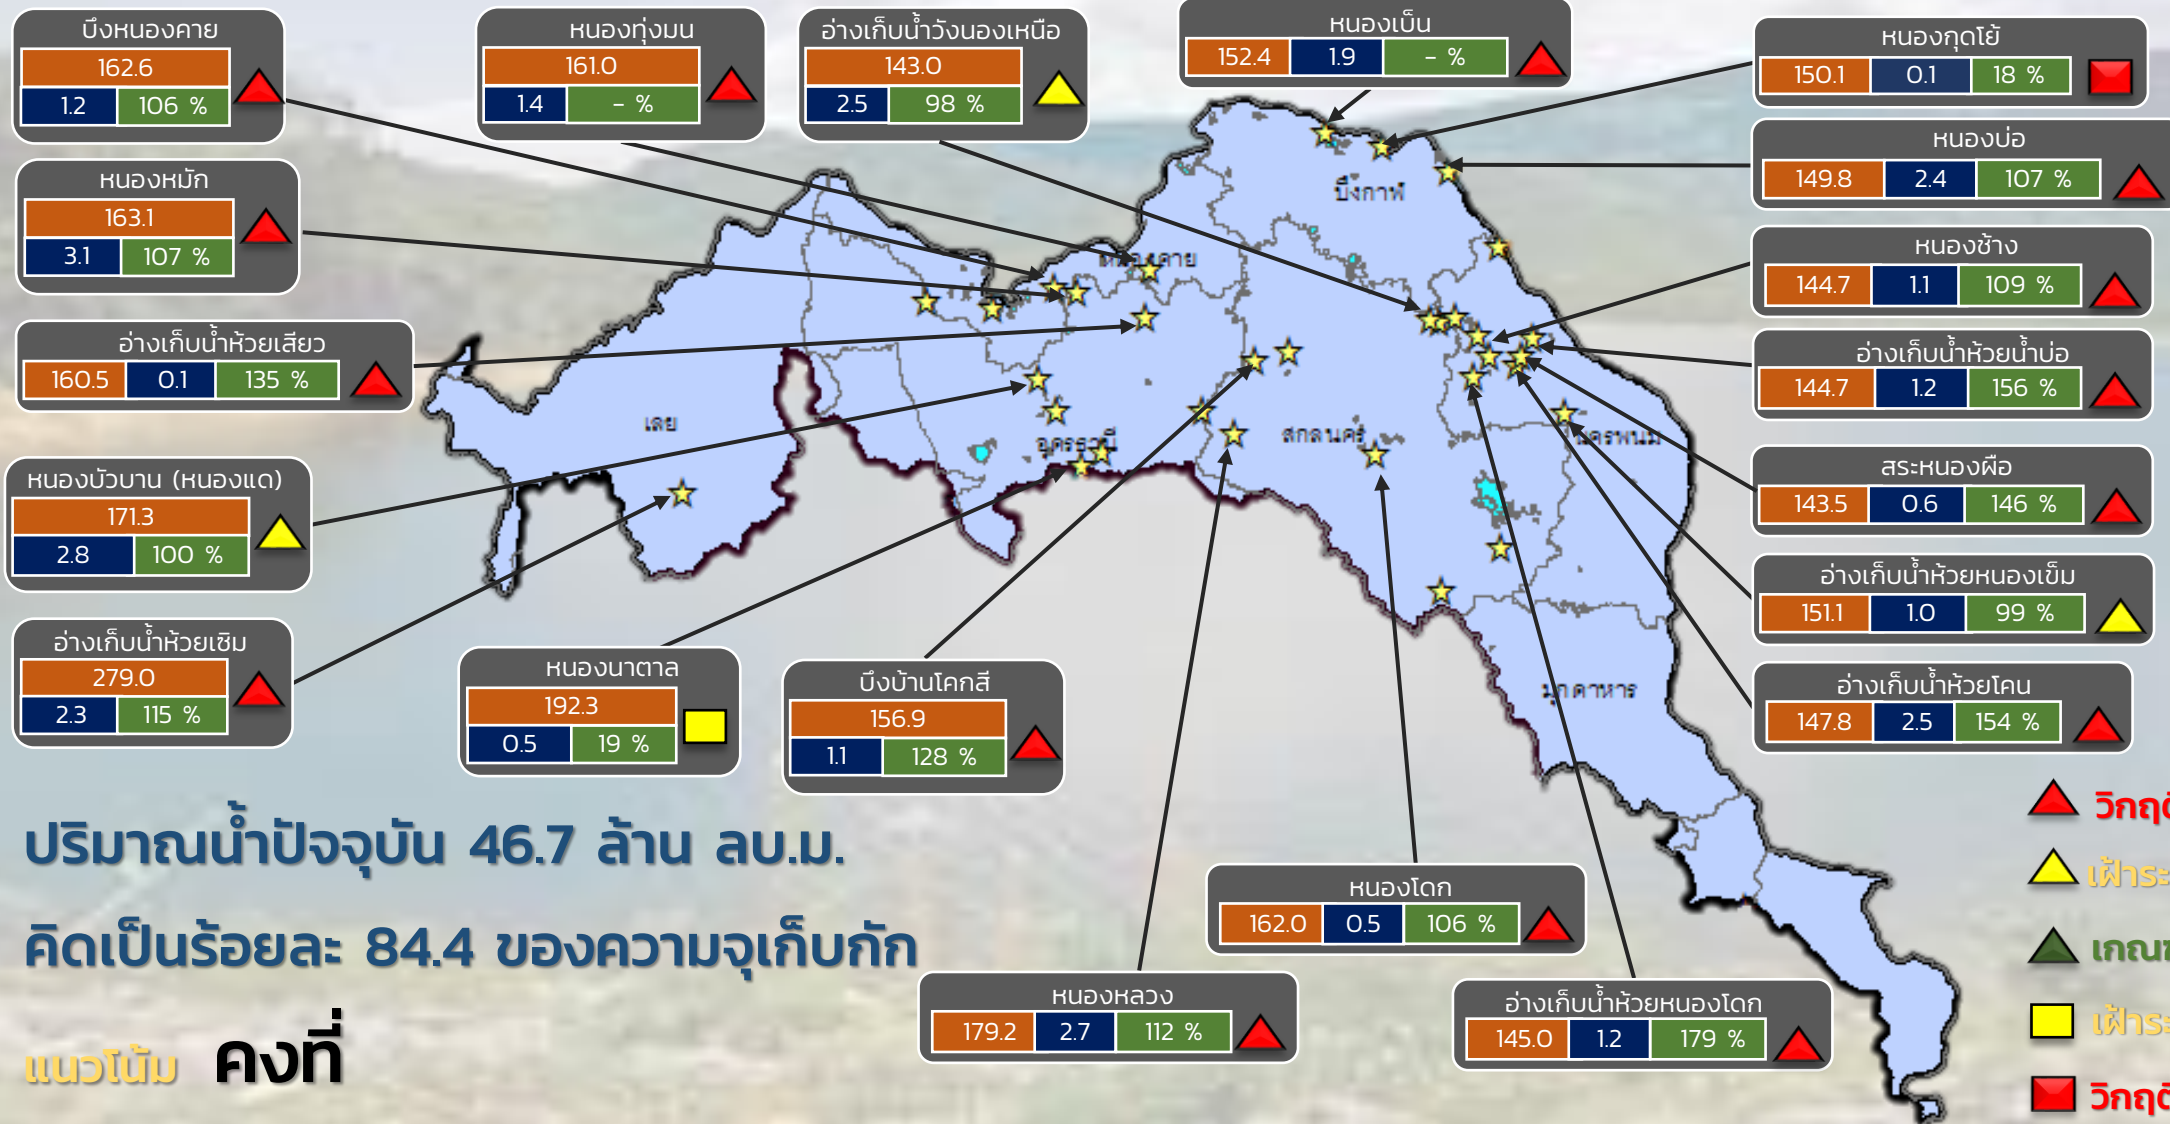 บึงหนองคาย
162.6
1.2 106 %
หนองทุ่งมน
161.0
1.4 - %
อ่างเก็บน้ำวังนองเหนือ
143.0
2.5 98 %
หนองเบ็น
152.4 1.9 - %
หนองกุดโย้
150.1 0.1 18 %
หนองหมัก
163.1
3.1 107 %
หนองบ่อ
149.8 2.4 107 %
อ่างเก็บน้ำห้วยเสียว
160.5 0.1 135 %
หนองช้าง
144.7 1.1 109 %
อ่างเก็บน้ำห้วยน้ำบ่อ
144.7 1.2 156 %
หนองบัวบาน (หนองแด)
171.3
2.8 100 %
สระหนองผือ
143.5 0.6 146 %
อ่างเก็บน้ำห้วยหนองเข็ม
151.1 1.0 99 %
อ่างเก็บน้ำห้วยเซิม
279.0
2.3 115 %
หนองนาตาล
192.3
0.5 19 %
บึงบ้านโคกสี
156.9
1.1 128 %
อ่างเก็บน้ำห้วยโคน
147.8 2.5 154 %
บึงกาฬ
เลย
สกลนคร
มุกดาหาร
หนองโดก
162.0 0.5 106 %
หนองหลวง
179.2 2.7 112 %
อ่างเก็บน้ำห้วยหนองโดก
145.0 1.2 179 %
ปริมาณน้ำปัจจุบัน 46.7 ล้าน ลบ.ม.
คิดเป็นร้อยละ 84.4 ของความจุเก็บกัก
แนวโน้ม คงที่